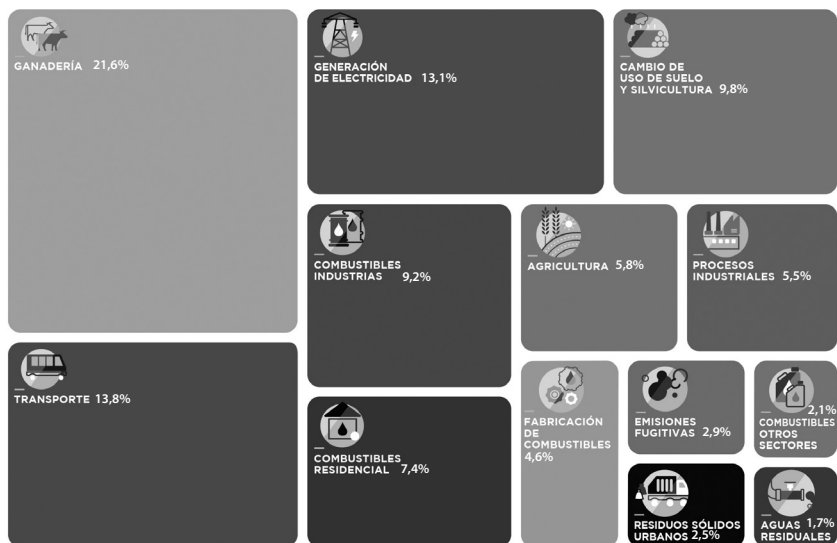 GANADERÍA 21,6%
GENERACIÓN
DE ELECTRICIDAD 13,1%
CAMBIO DE
USO DE SUELO
Y SILVICULTURA 9,8%
COMBUSTIBLES
INDUSTRIAS 9,2%
AGRICULTURA 5,8%
PROCESOS
INDUSTRIALES 5,5%
TRANSPORTE 13,8%
COMBUSTIBLES
RESIDENCIAL 7,4%
FABRICACIÓN
DE
COMBUSTIBLES
4,6%
EMISIONES
FUGITIVAS 2,9%
2,1%
COMBUSTIBLES
OTROS
SECTORES
RESIDUOS SÓLIDOS
URBANOS 2,5%
AGUAS 1,7%
RESIDUALES